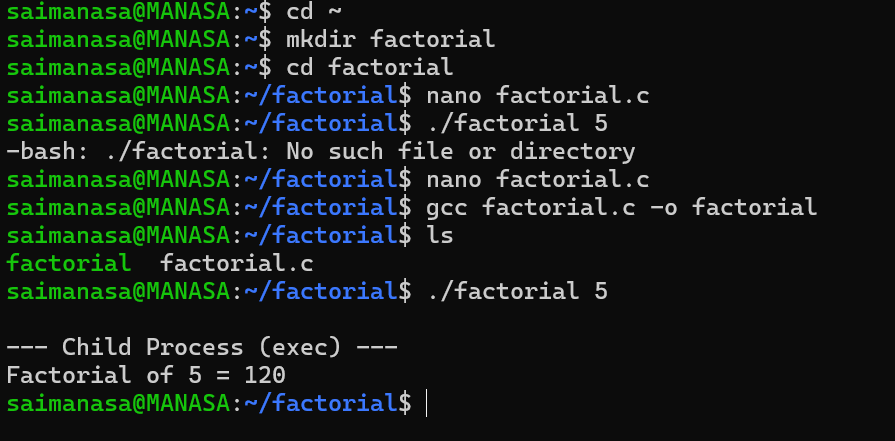 saimanasa@MANASA:~$ cd ~
saimanasa@MANASA:~$ mkdir factorial
saimanasa@MANASA:~$ cd factorial
saimanasa@MANASA:~/factorial$ nano factorial.c
saimanasa@MANASA:~/factorial$ ./factorial 5
-bash: ./factorial: No such file or directory
saimanasa@MANASA:~/factorial$ nano factorial.c
saimanasa@MANASA:~/factorial$ gcc factorial.c -o factorial
saimanasa@MANASA:~/factorial$ ls
factorial  factorial.c
saimanasa@MANASA:~/factorial$ ./factorial 5
--- Child Process (exec) ---
Factorial of 5 = 120
saimanasa@MANASA:~/factorial$